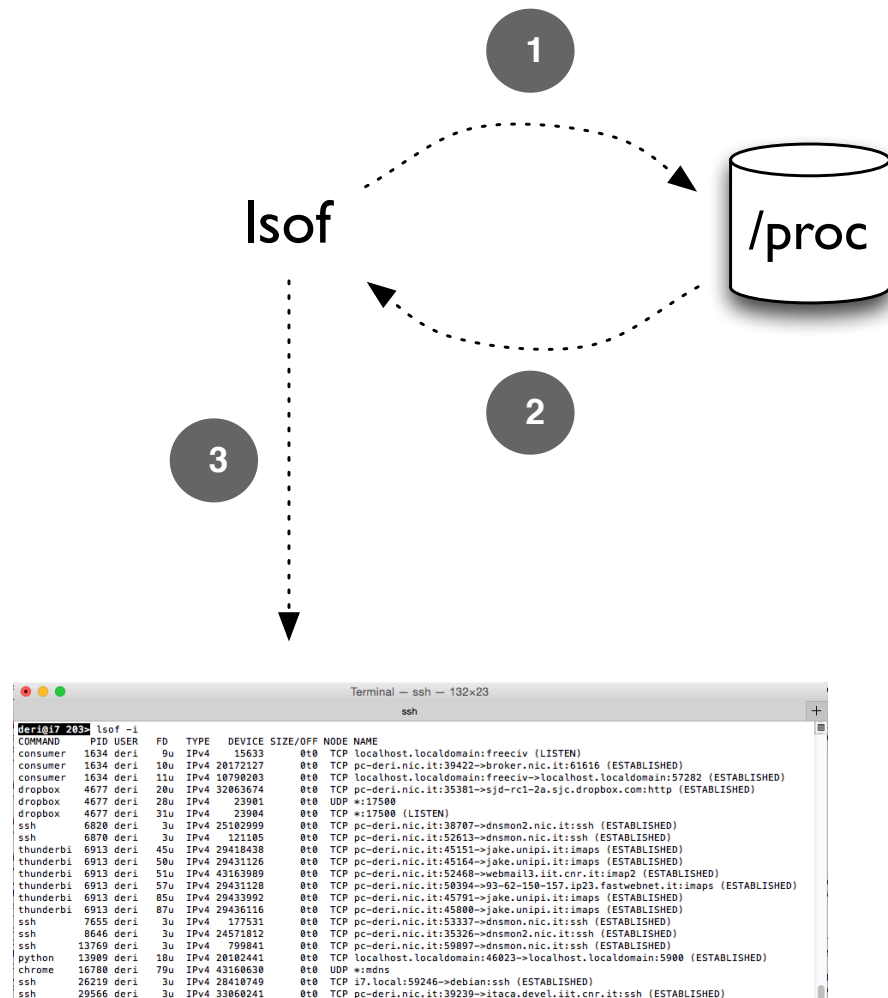 1
lsof
/proc
2
3
Terminal — ssh — 132×23
ssh
+
deri@i7 203> lsof -i
COMMAND PID USER FD TYPE DEVICE SIZE/OFF NODE NAME
consumer 1634 deri 9u IPv4 15633 0t0 TCP localhost.localdomain:freeciv (LISTEN)
consumer 1634 deri 10u IPv4 20172127 0t0 TCP pc-deri.nic.it:39422->broker.nic.it:61616 (ESTABLISHED)
consumer 1634 deri 11u IPv4 10790203 0t0 TCP localhost.localdomain:freeciv->localhost.localdomain:57282 (ESTABLISHED)
dropbox 4677 deri 20u IPv4 32063674 0t0 TCP pc-deri.nic.it:35381->sjd-rc1-2a.sjc.dropbox.com:http (ESTABLISHED)
dropbox 4677 deri 28u IPv4 23901 0t0 UDP *:17500
dropbox 4677 deri 31u IPv4 23904 0t0 TCP *:17500 (LISTEN)
ssh 6820 deri 3u IPv4 25102999 0t0 TCP pc-deri.nic.it:38707->dnsmon2.nic.it:ssh (ESTABLISHED)
ssh 6870 deri 3u IPv4 121105 0t0 TCP pc-deri.nic.it:52613->dnsmon.nic.it:ssh (ESTABLISHED)
thunderbi 6913 deri 45u IPv4 29418438 0t0 TCP pc-deri.nic.it:45151->jake.unipi.it:imaps (ESTABLISHED)
thunderbi 6913 deri 50u IPv4 29431126 0t0 TCP pc-deri.nic.it:45164->jake.unipi.it:imaps (ESTABLISHED)
thunderbi 6913 deri 51u IPv4 43163989 0t0 TCP pc-deri.nic.it:52468->webmail3.iit.cnr.it:imap2 (ESTABLISHED)
thunderbi 6913 deri 57u IPv4 29431128 0t0 TCP pc-deri.nic.it:50394->93-62-150-157.ip23.fastwebnet.it:imaps (ESTABLISHED)
thunderbi 6913 deri 85u IPv4 29433992 0t0 TCP pc-deri.nic.it:45791->jake.unipi.it:imaps (ESTABLISHED)
thunderbi 6913 deri 87u IPv4 29436116 0t0 TCP pc-deri.nic.it:45800->jake.unipi.it:imaps (ESTABLISHED)
ssh 7655 deri 3u IPv4 177531 0t0 TCP pc-deri.nic.it:53337->dnsmon.nic.it:ssh (ESTABLISHED)
ssh 8646 deri 3u IPv4 24571812 0t0 TCP pc-deri.nic.it:35326->dnsmon2.nic.it:ssh (ESTABLISHED)
ssh 13769 deri 3u IPv4 799841 0t0 TCP pc-deri.nic.it:59897->dnsmon.nic.it:ssh (ESTABLISHED)
python 13909 deri 18u IPv4 20102441 0t0 TCP localhost.localdomain:46023->localhost.localdomain:5900 (ESTABLISHED)
chrome 16780 deri 79u IPv4 43160630 0t0 UDP *:mdns
ssh 26219 deri 3u IPv4 28410749 0t0 TCP i7.local:59246->debian:ssh (ESTABLISHED)
ssh 29566 deri 3u IPv4 33060241 0t0 TCP pc-deri.nic.it:39239->itaca.devel.iit.cnr.it:ssh (ESTABLISHED)